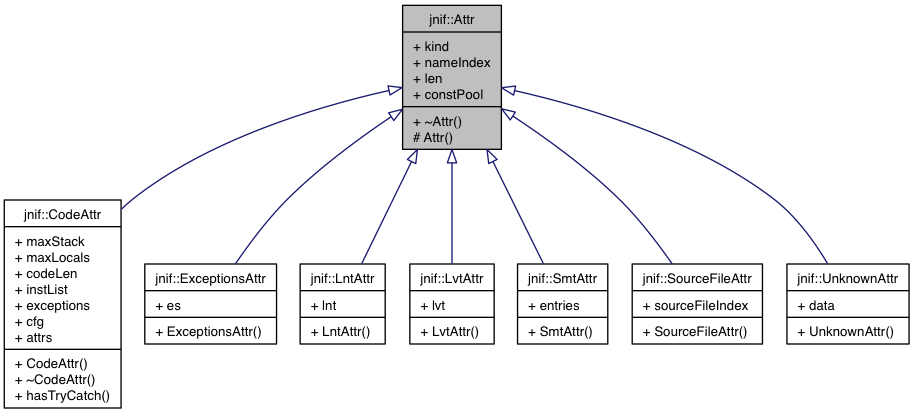 jnif::Attr
+ kind
+ nameIndex
+ len
+ constPool
+ ~Attr()
# Attr()
jnif::CodeAttr
+ maxStack
+ maxLocals
+ codeLen
+ instList
+ exceptions
+ cfg
+ attrs
+ CodeAttr()
+ ~CodeAttr()
+ hasTryCatch()
jnif::ExceptionsAttr
+ es
+ ExceptionsAttr()
jnif::LntAttr
+ lnt
+ LntAttr()
jnif::LvtAttr
+ lvt
+ LvtAttr()
jnif::SmtAttr
+ entries
+ SmtAttr()
jnif::SourceFileAttr
+ sourceFileIndex
+ SourceFileAttr()
jnif::UnknownAttr
+ data
+ UnknownAttr()